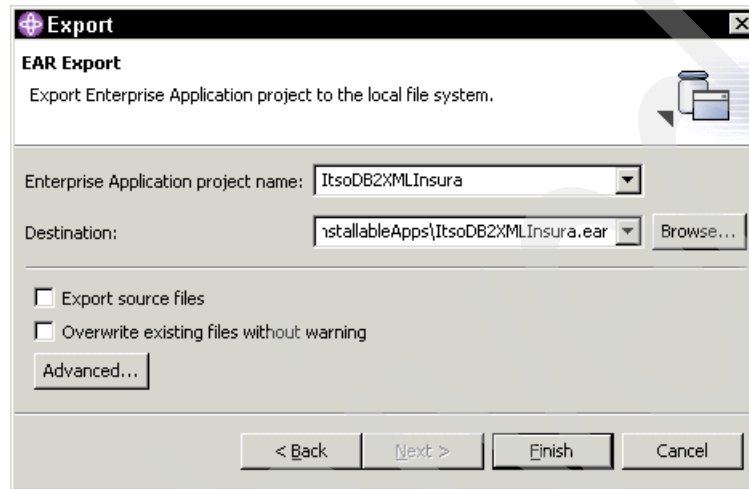 Export
EAR Export
Export Enterprise Application project to the local file system.
Enterprise Application project name: ItsoDB2XMLInsura
Destination: nstallableApps\ItsoDB2XMLInsura.ear Browse...
Export source files
Overwrite existing files without warning
Advanced...
< Back Next > Finish Cancel